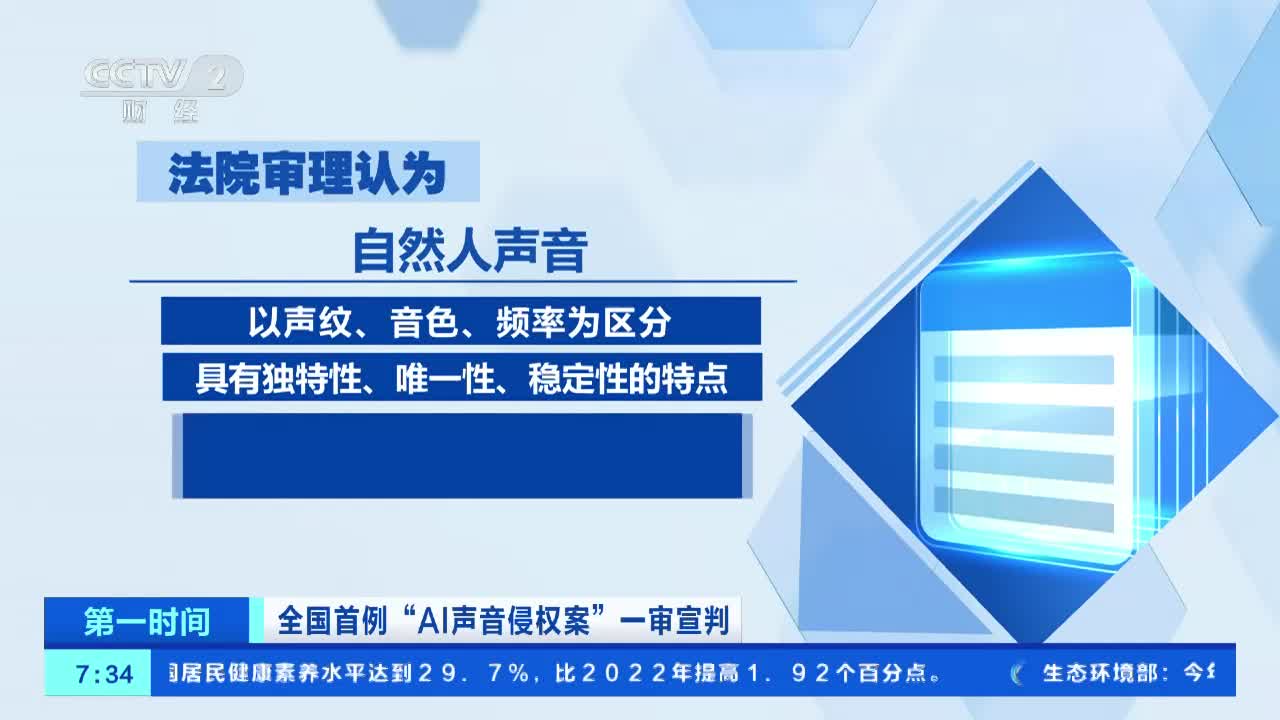 CCTV 2
财经
法院审理认为
自然人声音
以声纹、音色、频率为区分
具有独特性、唯一性、稳定性的特点
第一时间
全国首例“AI声音侵权案”一审宣判
7:34
居民健康素养水平达到29.7%，比2022年提高1.92个百分点。
生态环境部：今